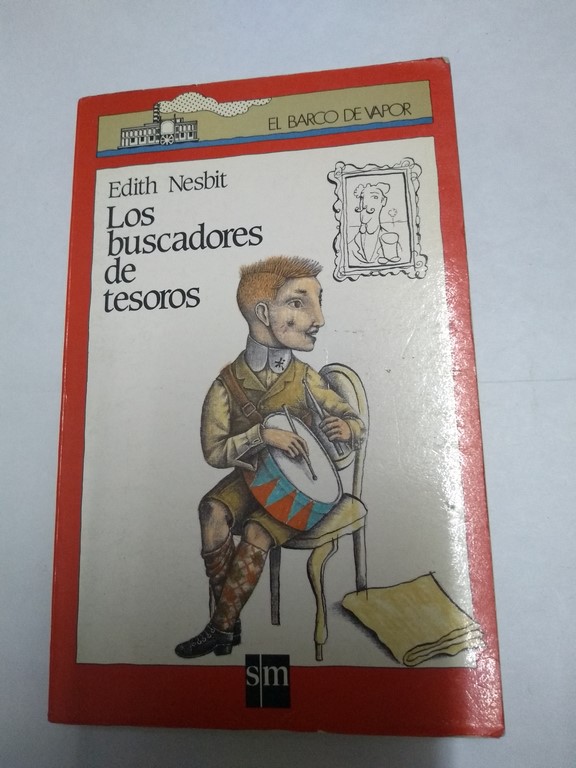 EL BARCO DE VAPOR
Edith Nesbit
Los
buscadores
de
tesoros
sm